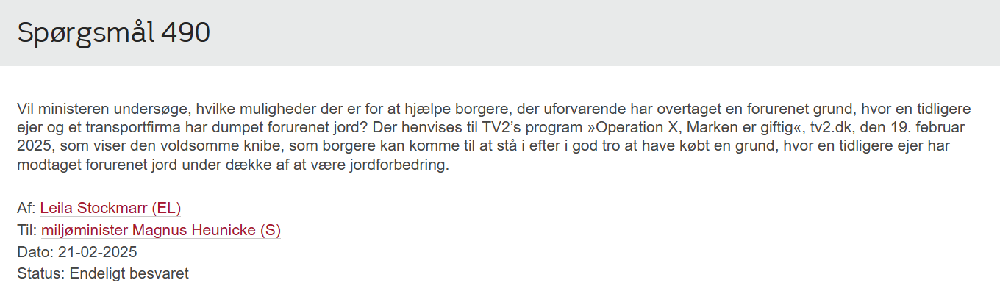 Spørgsmål 490
Vil ministeren undersøge, hvilke muligheder der er for at hjælpe borgere, der uforvarende har overtaget en forurenet grund, hvor en tidligere
ejer og et transportfirma har dumpet forurenet jord? Der henvises til TV2’s program »Operation X, Marken er giftig«, tv2.dk, den 19. februar
2025, som viser den voldsomme knibe, som borgere kan komme til at stå i efter i god tro at have købt en grund, hvor en tidligere ejer har
modtaget forurenet jord under dække af at være jordforbedring.
Af: Leila Stockmarr (EL)
Til: miljøminister Magnus Heunicke (S)
Dato: 21-02-2025
Status: Endeligt besvaret